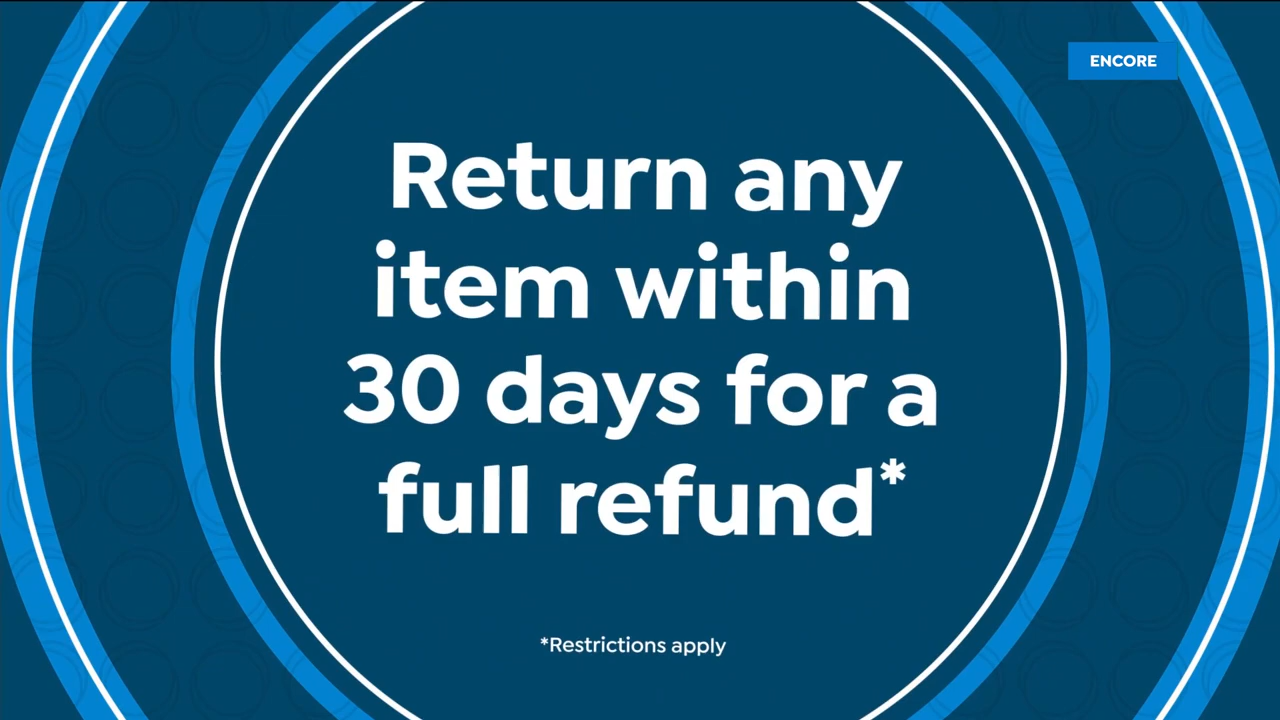 ENCORE
Return any
item within
30 days for a
full refund*
*Restrictions apply